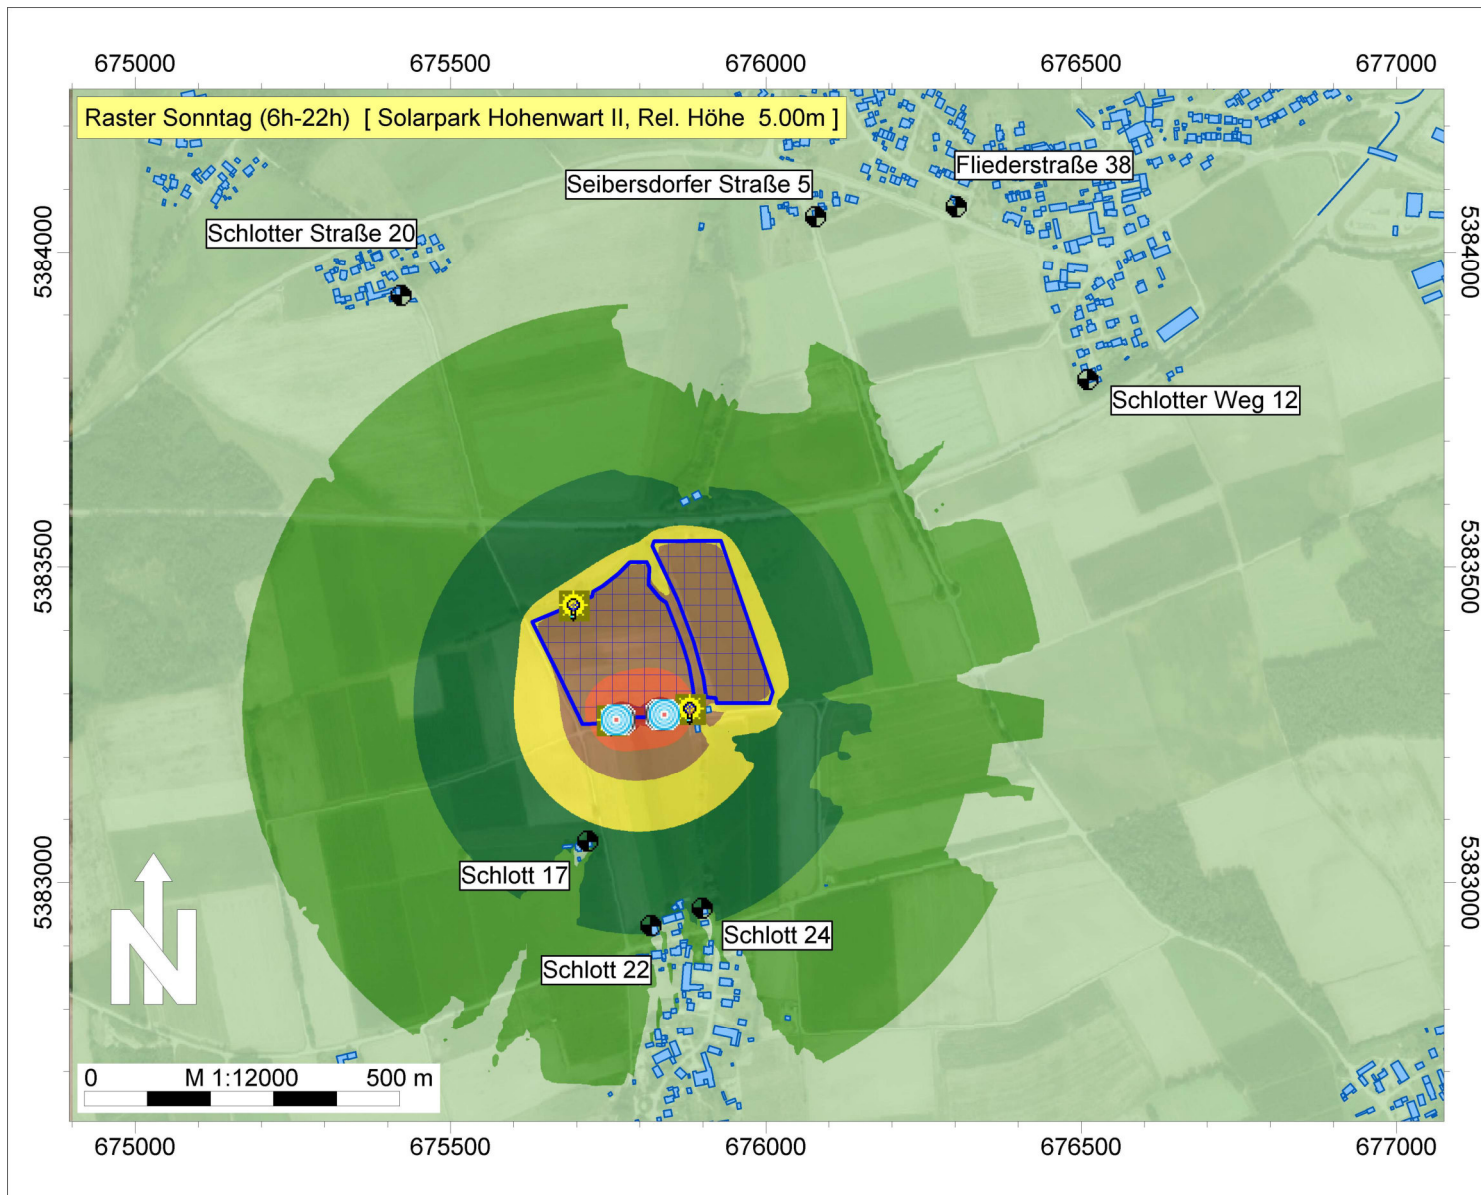 675000 675500 676000 676500 677000
Raster Sonntag (6h-22h) [ Solarpark Hohenwart II, Rel. Höhe 5.00m ]
Fliederstraße 38
Seibersdorfer Straße 5
Schlotter Straße 20
5384000 5384000
Schlotter Weg 12
5383500 5383500
Schlott 17
5383000 5383000
Schlott 24
Schlott 22
N
0 M 1:12000 500 m
675000 675500 676000 676500 677000